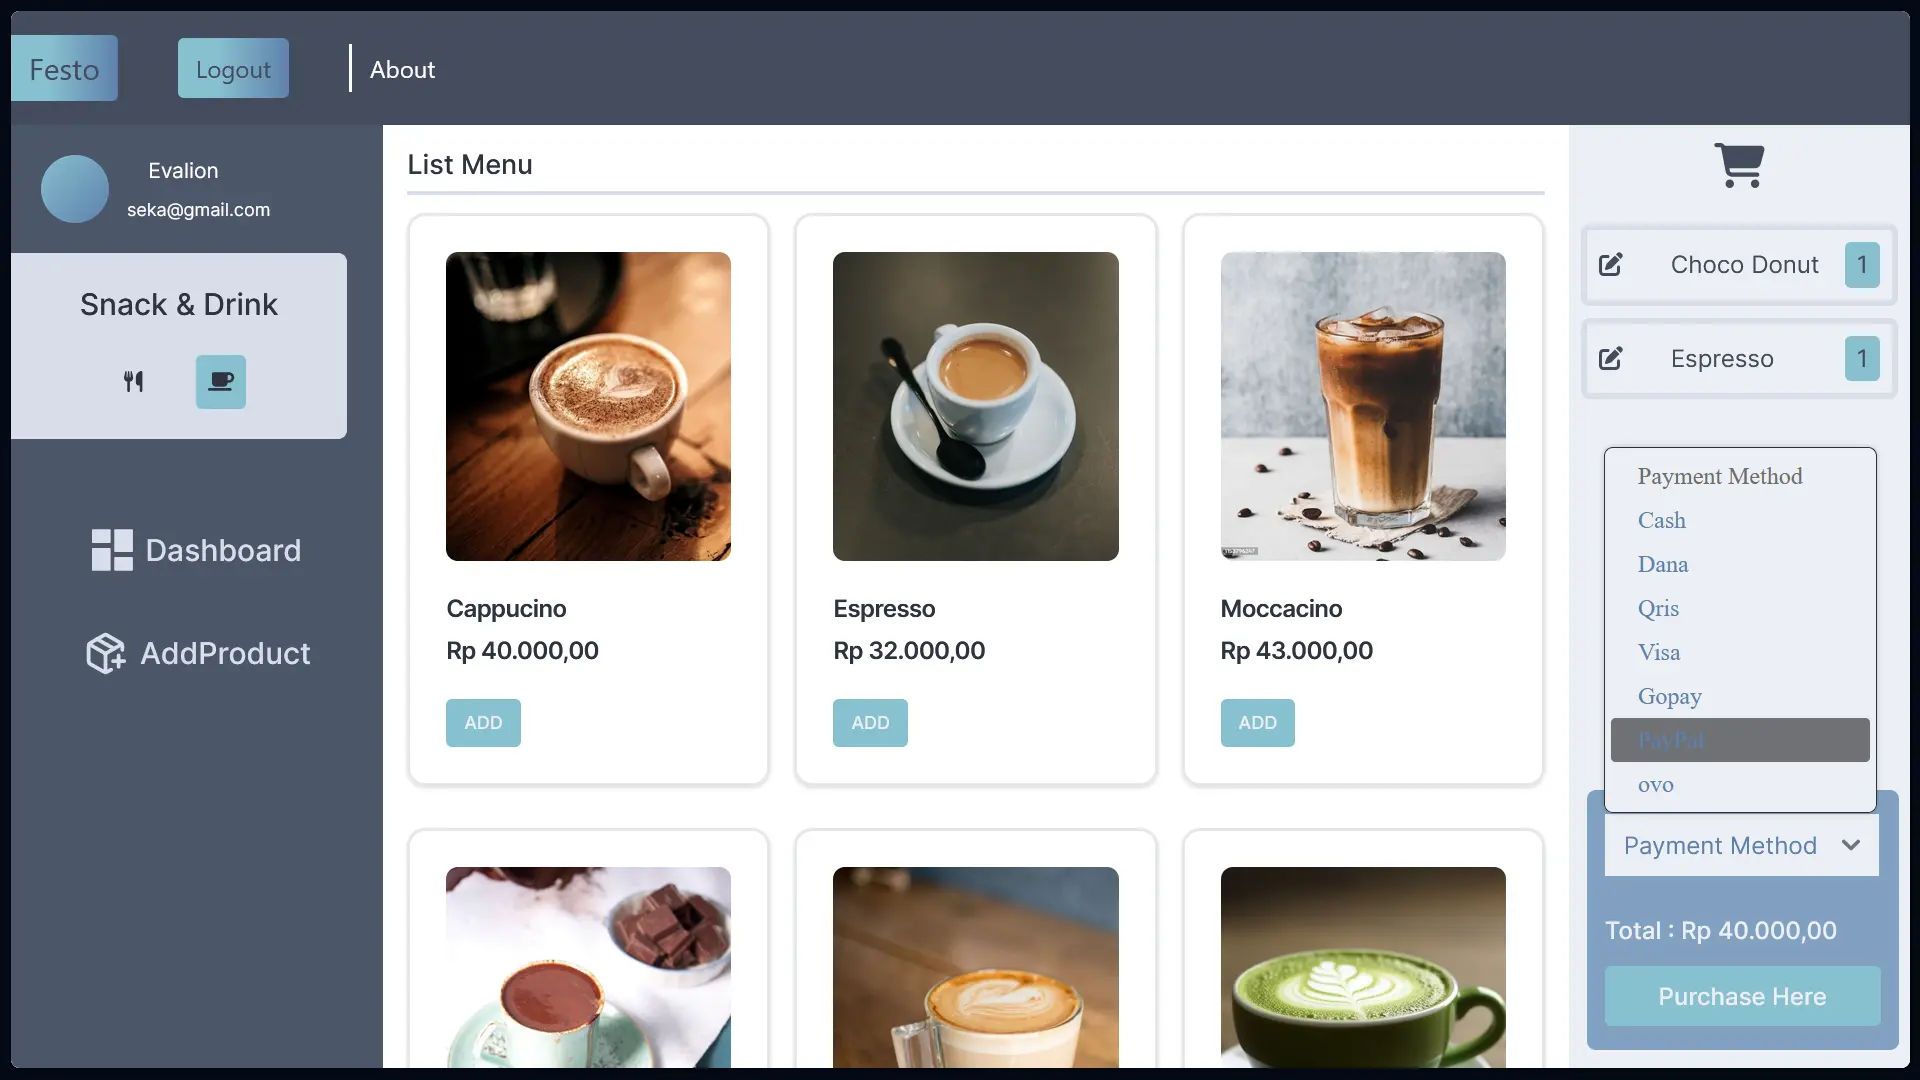 Festo
Logout
About
Evalion
seka@gmail.com
Snack & Drink
Dashboard
AddProduct
List Menu
Cappucino
Rp 40.000,00
ADD
Espresso
Rp 32.000,00
ADD
Moccacino
Rp 43.000,00
ADD
Choco Donut 1
Espresso 1
Payment Method
Cash
Dana
Qris
Visa
Gopay
PayPal
ovo
Payment Method
Total : Rp 40.000,00
Purchase Here